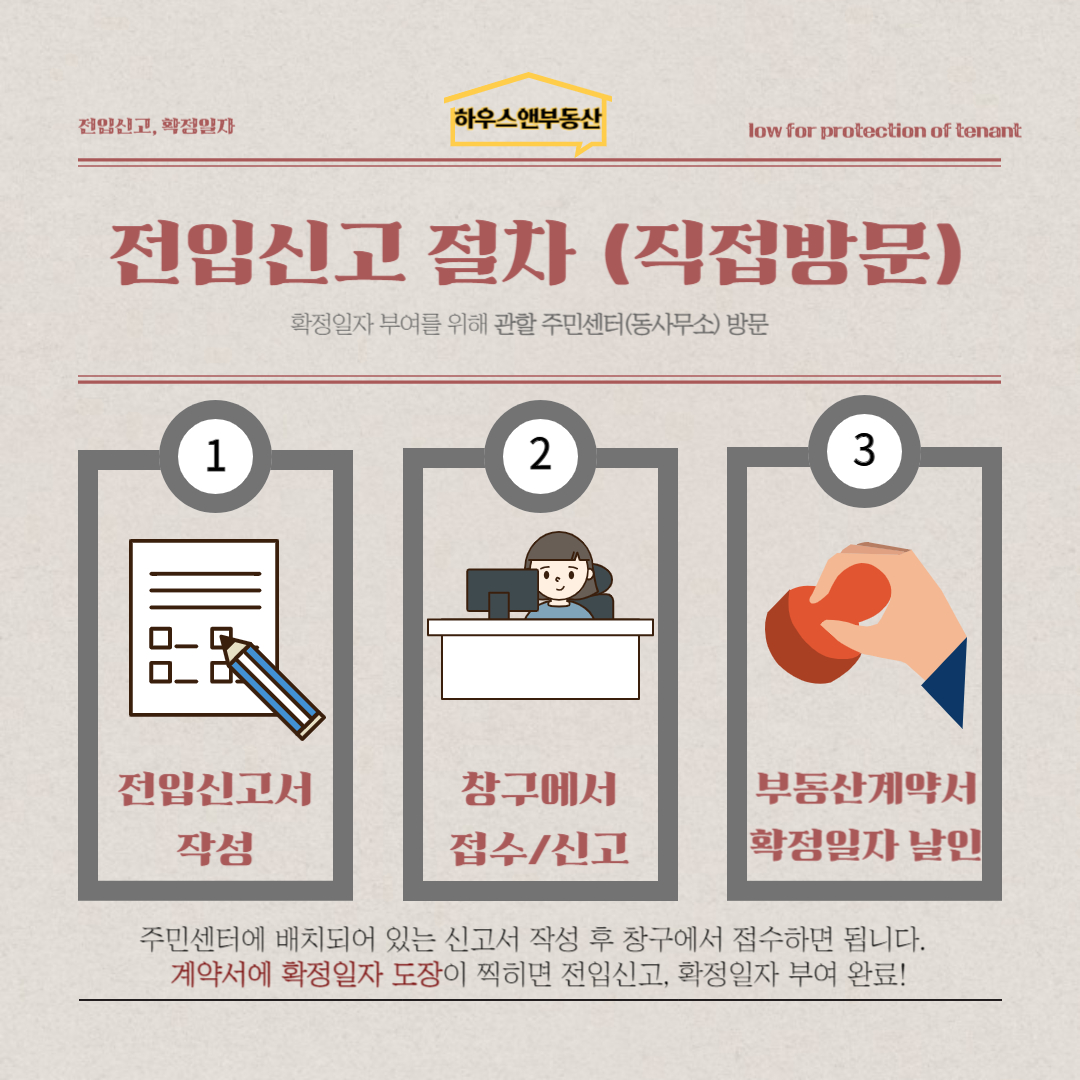 하우스앤부동산
전입신고, 확정일자
low for protection of tenant
전입신고 절차 (직접방문)
확정일자 부여를 위해 관할 주민센터(동사무소) 방문
1
2
3
전입신고서
작성
창구에서
접수/신고
부동산계약서
확정일자 날인
주민센터에 배치되어 있는 신고서 작성 후 창구에서 접수하면 됩니다.
계약서에 확정일자 도장이 찍히면 전입신고, 확정일자 부여 완료!